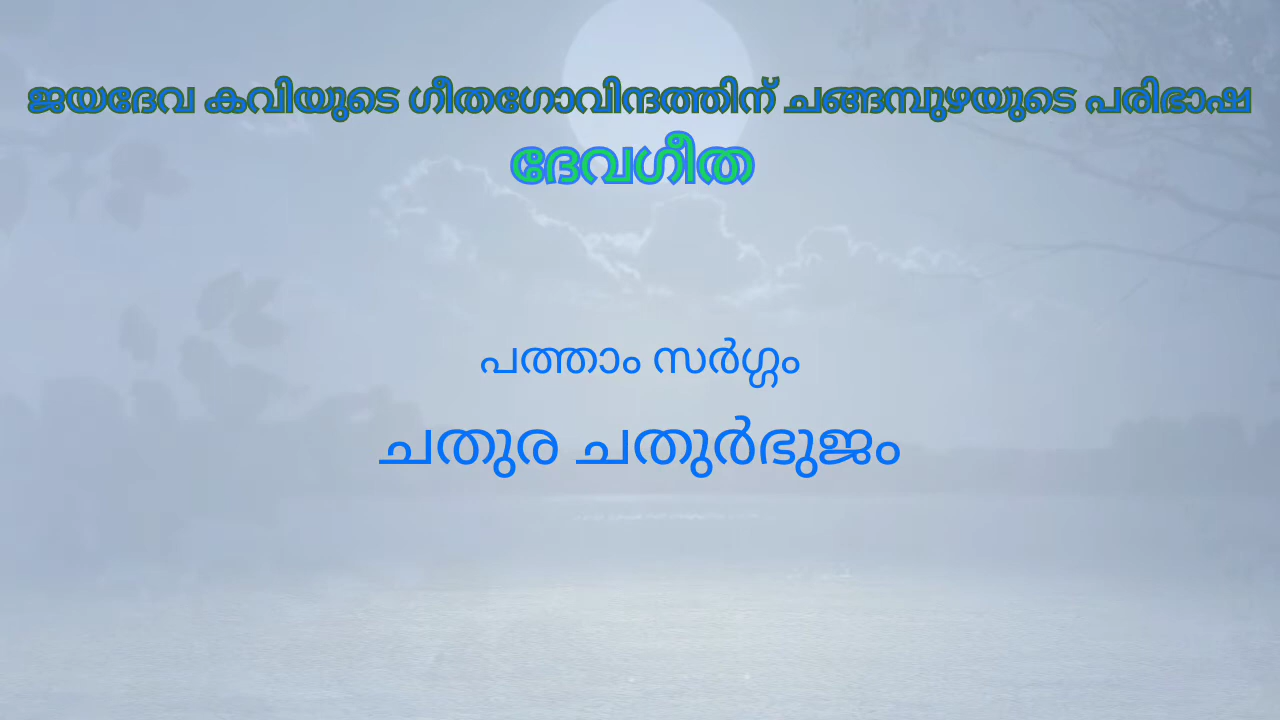 ജയദേവ കവിയുടെ ഗീതഗോവിന്ദത്തിന് ചങ്ങമ്പുഴയുടെ പരിഭാഷ
ദേവഗീത
പത്താം സർഗ്ഗം
ചതുര ചതുർഭുജം